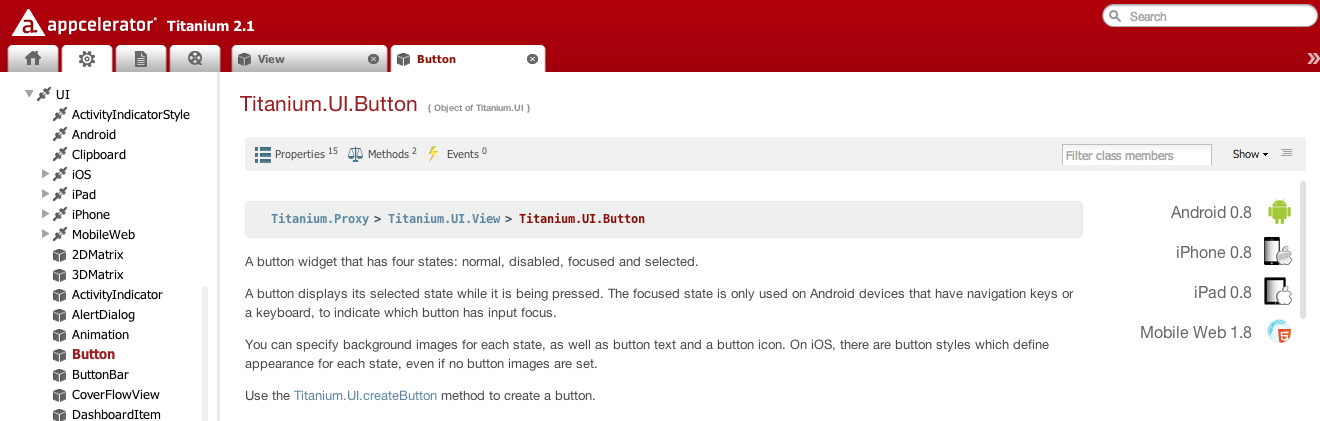 appcelerator Titanium 2.1
Search
View
Button
UI
ActivityIndicatorStyle
Android
Clipboard
iOS
iPad
iPhone
MobileWeb
2DMatrix
3DMatrix
ActivityIndicator
AlertDialog
Animation
Button
ButtonBar
CoverFlowView
DashboardItem
Titanium.UI.Button ( Object of Titanium.UI )
Properties 15 Methods 2 Events 0
Filter class members
Show
Titanium.Proxy > Titanium.UI.View > Titanium.UI.Button
A button widget that has four states: normal, disabled, focused and selected.
A button displays its selected state while it is being pressed. The focused state is only used on Android devices that have navigation keys or
a keyboard, to indicate which button has input focus.
You can specify background images for each state, as well as button text and a button icon. On iOS, there are button styles which define
appearance for each state, even if no button images are set.
Use the Titanium.UI.createButton method to create a button.
Android 0.8
iPhone 0.8
iPad 0.8
Mobile Web 1.8